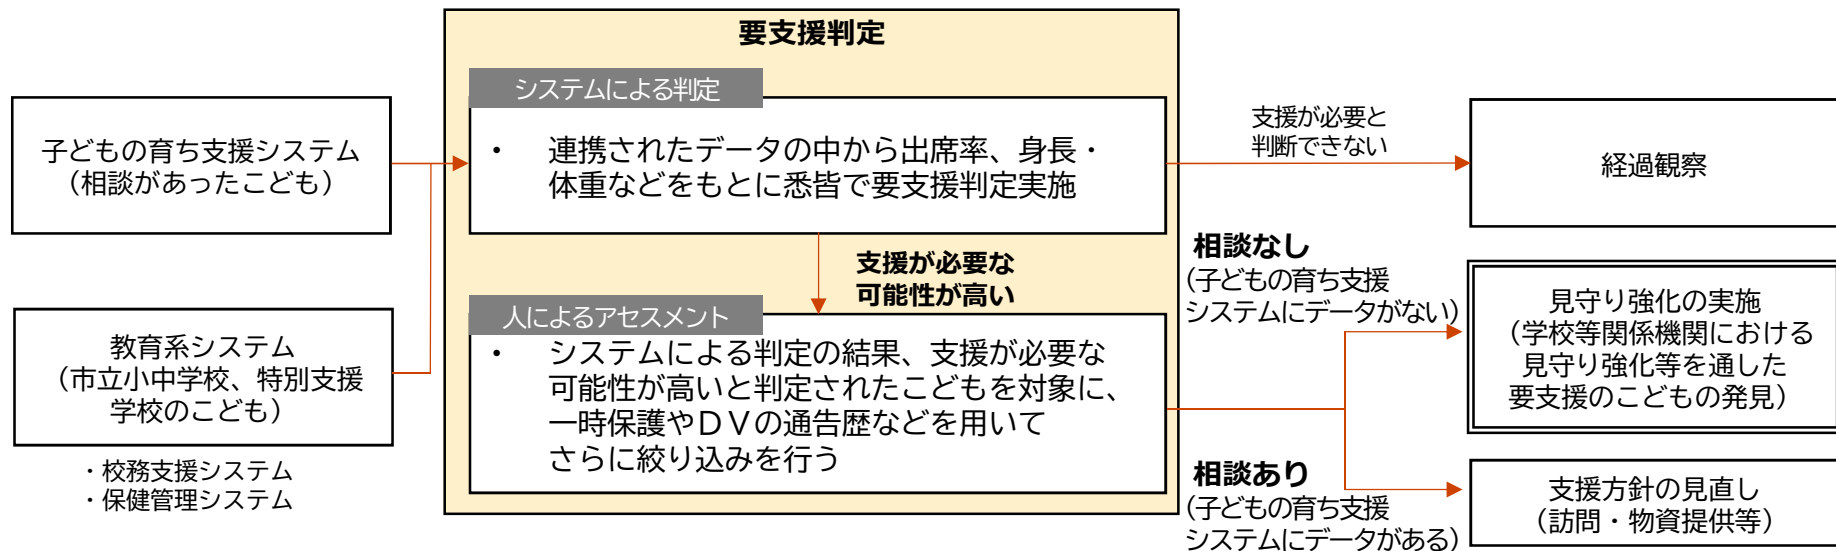 要支援判定
システムによる判定
・ 連携されたデータの中から出席率、身長・
体重などをもとに悉皆で要支援判定実施
子どもの育ち支援システム
（相談があったこども）
教育系システム
（市立小中学校、特別支援
学校のこども）
・校務支援システム
・保健管理システム
支援が必要な
可能性が高い
人によるアセスメント
・ システムによる判定の結果、支援が必要な
可能性が高いと判定されたこどもを対象に、
一時保護やＤＶの通告歴などを用いて
さらに絞り込みを行う
支援が必要と
判断できない
経過観察
相談なし
（子どもの育ち支援
システムにデータがない）
見守り強化の実施
（学校等関係機関における
見守り強化等を通した
要支援のこどもの発見）
相談あり
（子どもの育ち支援
システムにデータがある）
支援方針の見直し
（訪問・物資提供等）